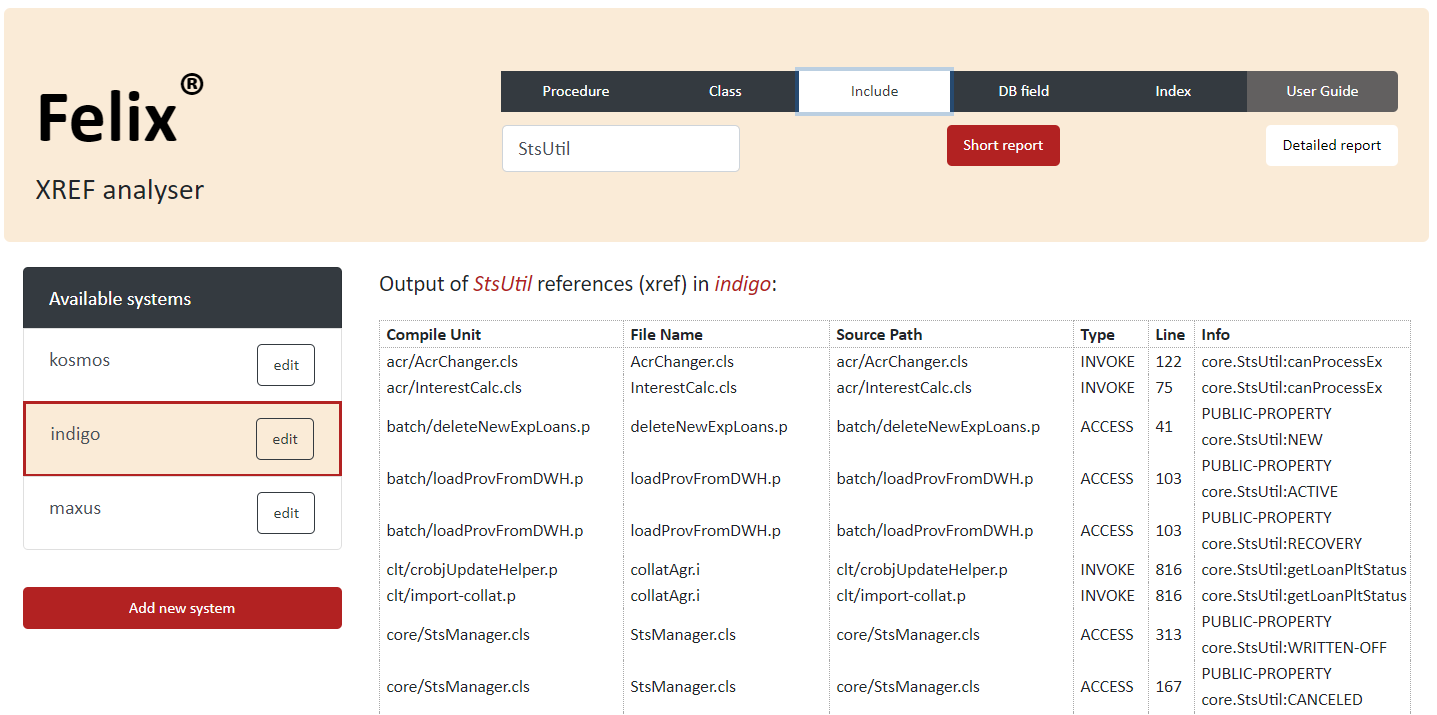 Felix®
XREF analyser
Procedure Class Include DB field Index User Guide
StsUtil Short report Detailed report
Available systems
kosmos edit
indigo edit
maxus edit
Add new system
Output of StsUtil references (xref) in indigo:
Compile Unit File Name Source Path Type Line Info
acr/AcrChanger.cls AcrChanger.cls acr/AcrChanger.cls INVOKE 122 core.StsUtil:canProcessEx
acr/InterestCalc.cls InterestCalc.cls acr/InterestCalc.cls INVOKE 75 core.StsUtil:canProcessEx
batch/deleteNewExpLoans.p deleteNewExpLoans.p batch/deleteNewExpLoans.p ACCESS 41 PUBLIC-PROPERTY
core.StsUtil:NEW
batch/loadProvFromDWH.p loadProvFromDWH.p batch/loadProvFromDWH.p ACCESS 103 PUBLIC-PROPERTY
core.StsUtil:ACTIVE
batch/loadProvFromDWH.p loadProvFromDWH.p batch/loadProvFromDWH.p ACCESS 103 PUBLIC-PROPERTY
core.StsUtil:RECOVERY
clt/crobjUpdateHelper.p collatAgr.i clt/crobjUpdateHelper.p INVOKE 816 core.StsUtil:getLoanPltStatus
clt/import-collat.p collatAgr.i clt/import-collat.p INVOKE 816 core.StsUtil:getLoanPltStatus
core/StsManager.cls StsManager.cls core/StsManager.cls ACCESS 313 PUBLIC-PROPERTY
core.StsUtil:WRITTEN-OFF
core/StsManager.cls StsManager.cls core/StsManager.cls ACCESS 167 PUBLIC-PROPERTY
core.StsUtil:CANCELED